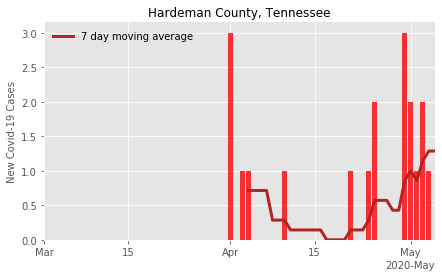 Hardeman County, Tennessee
7 day moving average
New Covid-19 Cases
3.0
2.5
2.0
1.5
1.0
0.5
0.0
Mar 15 Apr 15 May
2020-May